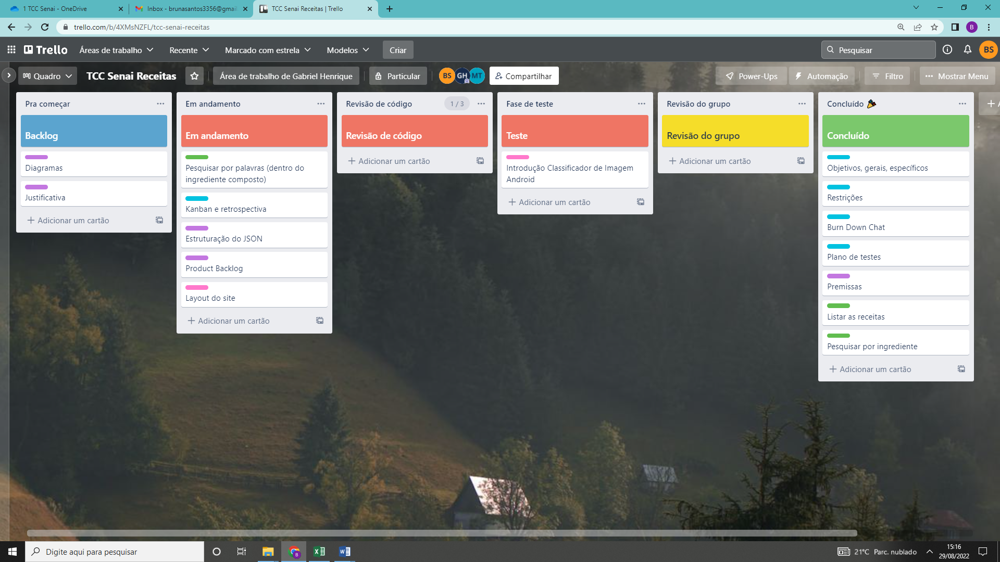 1 TCC Senai - OneDrive
Inbox - brunasantos3356@gmail.
TCC Senai Receitas | Trello
trello.com/b/4XMsNZFL/tcc-senai-receitas
B
Trello
Áreas de trabalho
Recente
Marcado com estrela
Modelos
Criar
Pesquisar
BS
Quadro
TCC Senai Receitas
Área de trabalho de Gabriel Henrique
Particular
BS
GH
MT
Compartilhar
Power-Ups
Automação
Filtro
Mostrar Menu
Pra começar
Backlog
Diagramas
Justificativa
Adicionar um cartão
Em andamento
Em andamento
Pesquisar por palavras (dentro do
ingrediente composto)
Kanban e retrospectiva
Estruturação do JSON
Product Backlog
Layout do site
Adicionar um cartão
Revisão de código
1 / 3
Revisão de código
Adicionar um cartão
Fase de teste
Teste
Introdução Classificador de Imagem
Android
Adicionar um cartão
Revisão do grupo
Revisão do grupo
Adicionar um cartão
Concluído
Concluído
Objetivos, gerais, específicos
Restrições
Burn Down Chat
Plano de testes
Premissas
Listar as receitas
Pesquisar por ingrediente
Adicionar um cartão
Digite aqui para pesquisar
B
21°C Parc. nublado
15:16
29/08/2022